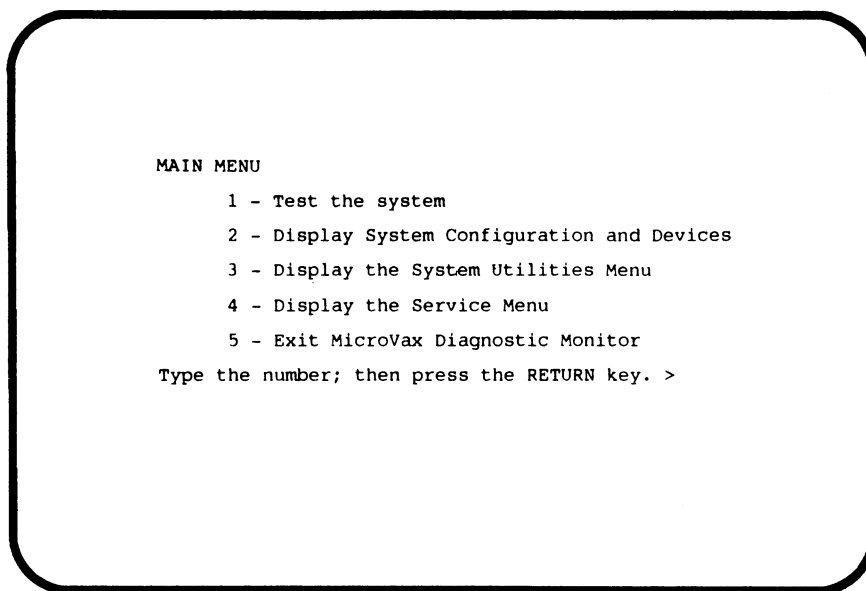 MAIN MENU
1 - Test the system
2 - Display System Configuration and Devices
3 - Display the System Utilities Menu
4 - Display the Service Menu
5 - Exit MicroVax Diagnostic Monitor
Type the number; then press the RETURN key. >